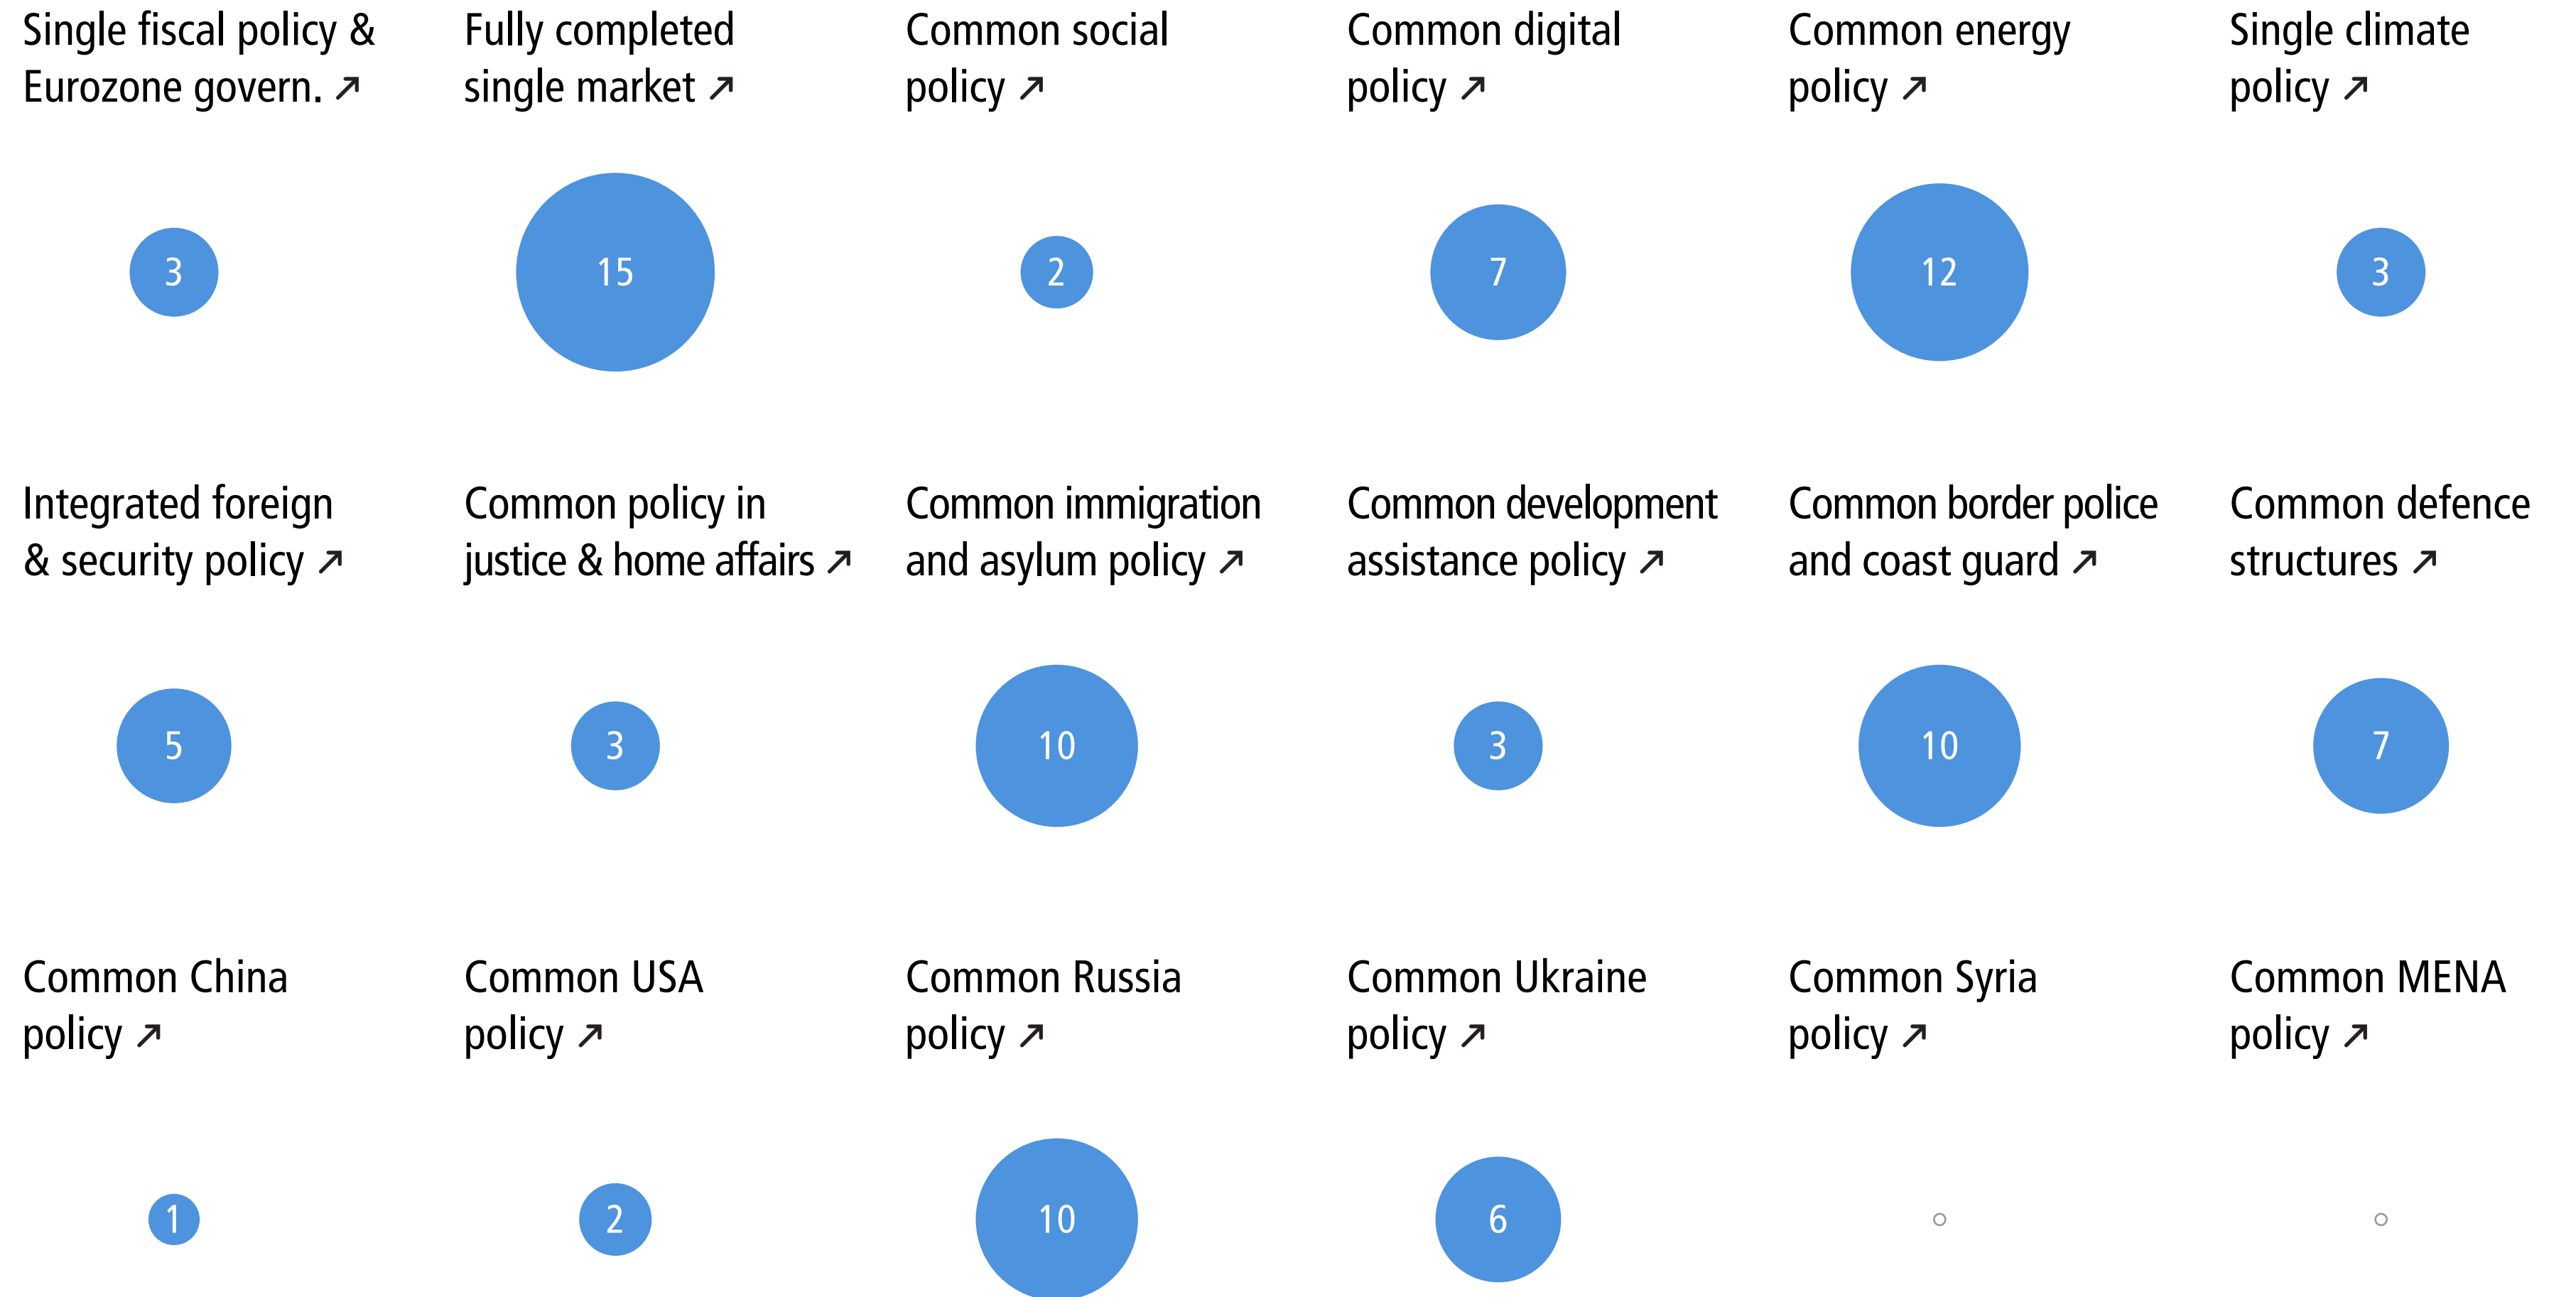 Single fiscal policy &
Eurozone govern. ↗
Fully completed
single market ↗
Common social
policy ↗
Common digital
policy ↗
Common energy
policy ↗
Single climate
policy ↗
3
15
2
7
12
3
Integrated foreign
& security policy ↗
Common policy in
justice & home affairs ↗
Common immigration
and asylum policy ↗
Common development
assistance policy ↗
Common border police
and coast guard ↗
Common defence
structures ↗
5
3
10
3
10
7
Common China
policy ↗
Common USA
policy ↗
Common Russia
policy ↗
Common Ukraine
policy ↗
Common Syria
policy ↗
Common MENA
policy ↗
1
2
10
6